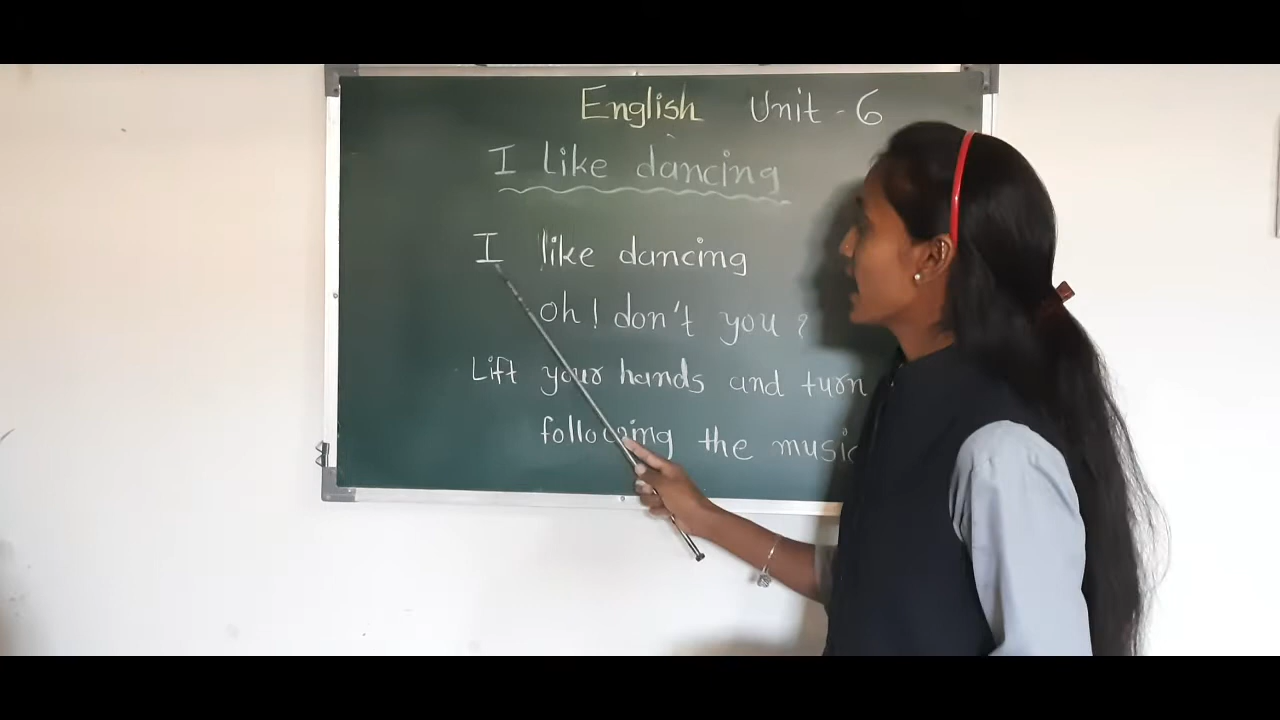 English Unit - 6
I like dancing
I like dancing
oh! don't you?
Lift your hands and turn
following the music